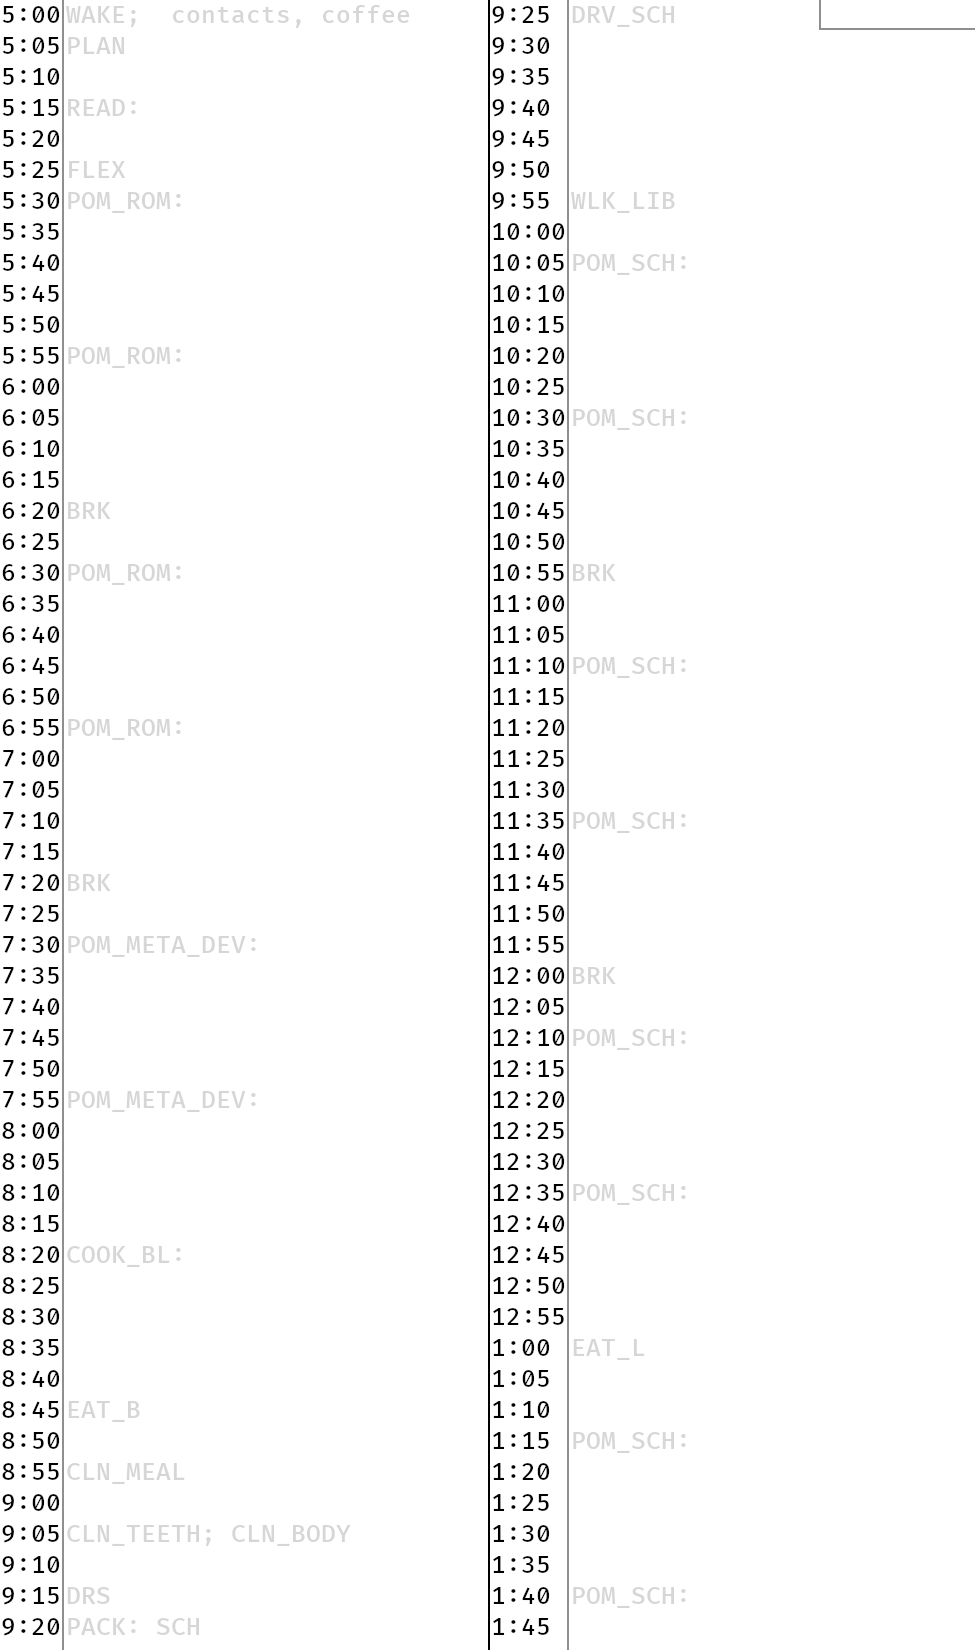 5:00 WAKE;  contacts, coffee
5:05 PLAN
5:10
5:15 READ:
5:20
5:25 FLEX
5:30 POM_ROM:
5:35
5:40
5:45
5:50
5:55 POM_ROM:
6:00
6:05
6:10
6:15
6:20 BRK
6:25
6:30 POM_ROM:
6:35
6:40
6:45
6:50
6:55 POM_ROM:
7:00
7:05
7:10
7:15
7:20 BRK
7:25
7:30 POM_META_DEV:
7:35
7:40
7:45
7:50
7:55 POM_META_DEV:
8:00
8:05
8:10
8:15
8:20 COOK_BL:
8:25
8:30
8:35
8:40
8:45 EAT_B
8:50
8:55 CLN_MEAL
9:00
9:05 CLN_TEETH; CLN_BODY
9:10
9:15 DRS
9:20 PACK: SCH
9:25 DRV_SCH
9:30
9:35
9:40
9:45
9:50
9:55 WLK_LIB
10:00
10:05 POM_SCH:
10:10
10:15
10:20
10:25
10:30 POM_SCH:
10:35
10:40
10:45
10:50
10:55 BRK
11:00
11:05
11:10 POM_SCH:
11:15
11:20
11:25
11:30
11:35 POM_SCH:
11:40
11:45
11:50
11:55
12:00 BRK
12:05
12:10 POM_SCH:
12:15
12:20
12:25
12:30
12:35 POM_SCH:
12:40
12:45
12:50
12:55
1:00 EAT_L
1:05
1:10
1:15 POM_SCH:
1:20
1:25
1:30
1:35
1:40 POM_SCH:
1:45